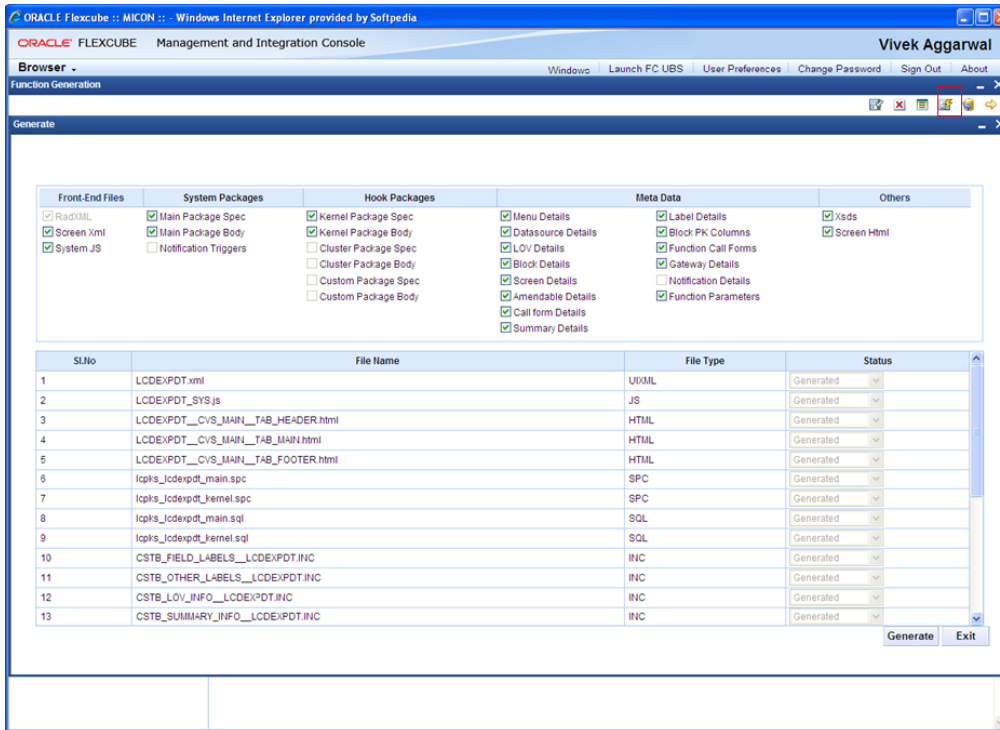 ORACLE Flexcube :: MICON :: - Windows Internet Explorer provided by Softpedia
ORACLE FLEXCUBE Management and Integration Console Vivek Aggarwal
Browser Windows Launch FC UBS User Preferences Change Password Sign Out About
Function Generation
Generate
Front-End Files System Packages Hook Packages Meta Data Others
RadXML Main Package Spec Kernel Package Spec Menu Details Label Details Xsds
Screen Xml Main Package Body Kernel Package Body Datasource Details Block PK Columns Screen Html
System JS Notification Triggers Cluster Package Spec LOV Details Function Call Forms
Cluster Package Body Block Details Gateway Details
Custom Package Spec Screen Details Notification Details
Custom Package Body Amendable Details Function Parameters
Call form Details
Summary Details
Sl.No File Name File Type Status
1 LCDEXPDT.xml UIXML Generated
2 LCDEXPDT_SYS.js JS Generated
3 LCDEXPDT__CVS_MAIN__TAB_HEADER.html HTML Generated
4 LCDEXPDT__CVS_MAIN__TAB_MAIN.html HTML Generated
5 LCDEXPDT__CVS_MAIN__TAB_FOOTER.html HTML Generated
6 lcpks_lcdexpdt_main.spc SPC Generated
7 lcpks_lcdexpdt_kernel.spc SPC Generated
8 lcpks_lcdexpdt_main.sql SQL Generated
9 lcpks_lcdexpdt_kernel.sql SQL Generated
10 CSTB_FIELD_LABELS__LCDEXPDT.INC INC Generated
11 CSTB_OTHER_LABELS__LCDEXPDT.INC INC Generated
12 CSTB_LOV_INFO__LCDEXPDT.INC INC Generated
13 CSTB_SUMMARY_INFO__LCDEXPDT.INC INC Generated
Generate Exit